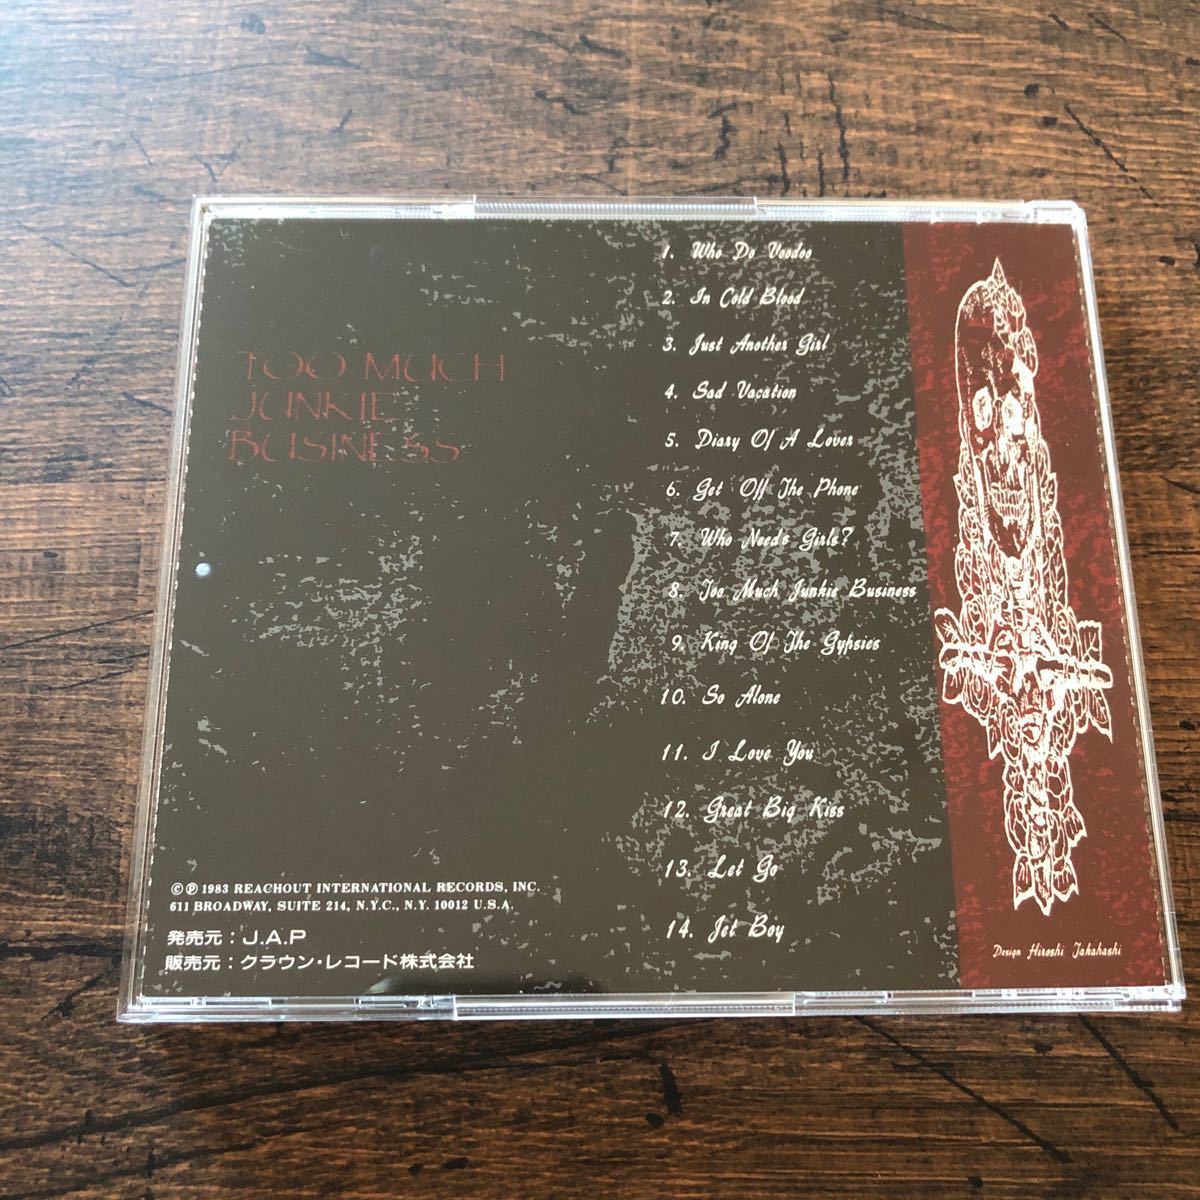 TOO MUCH
JUNKIE
BUSINESS
1. Who Do Voodoo
2. In Cold Blood
3. Just Another Girl
4. Sad Vacation
5. Diary Of A Lover
6. Get Off The Phone
7. Who Need's Girls?
8. Too Much Junkie Business
9. King Of The Gypsies
10. So Alone
11. I Love You
12. Great Big Kiss
13. Let Go
14. Jet Boy
©℗ 1983 REACHOUT INTERNATIONAL RECORDS, INC.
611 BROADWAY, SUITE 214, N.Y.C., N.Y. 10012 U.S.A.
発売元：J.A.P
販売元：クラウン・レコード株式会社
Design Hiroshi Takahashi